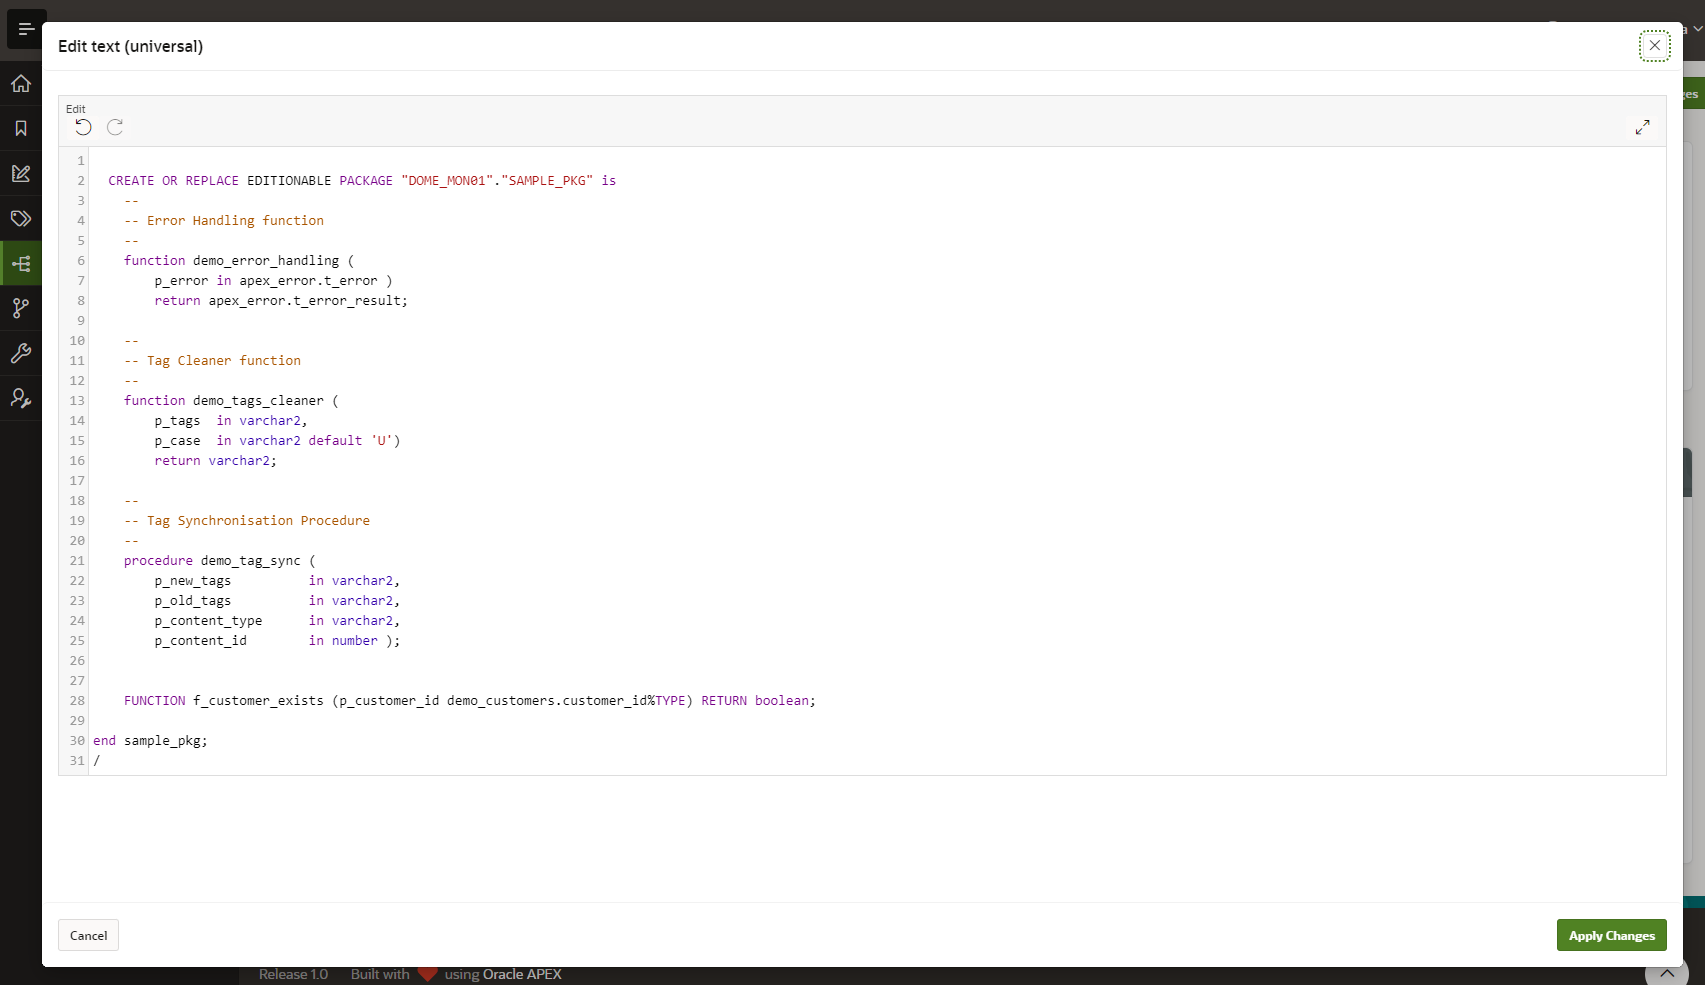 Edit text (universal)
Edit
1
2 CREATE OR REPLACE EDITIONABLE PACKAGE "DOME_MON01"."SAMPLE_PKG" is
3 --
4 -- Error Handling function
5 --
6 function demo_error_handling (
7 p_error in apex_error.t_error )
8 return apex_error.t_error_result;
9
10 --
11 -- Tag Cleaner function
12 --
13 function demo_tags_cleaner (
14 p_tags  in varchar2,
15 p_case  in varchar2 default 'U')
16 return varchar2;
17
18 --
19 -- Tag Synchronisation Procedure
20 --
21 procedure demo_tag_sync (
22 p_new_tags          in varchar2,
23 p_old_tags          in varchar2,
24 p_content_type      in varchar2,
25 p_content_id        in number );
26
27
28 FUNCTION f_customer_exists (p_customer_id demo_customers.customer_id%TYPE) RETURN boolean;
29
30 end sample_pkg;
31 /
Cancel
Apply Changes
Release 1.0 Built with ❤ using Oracle APEX